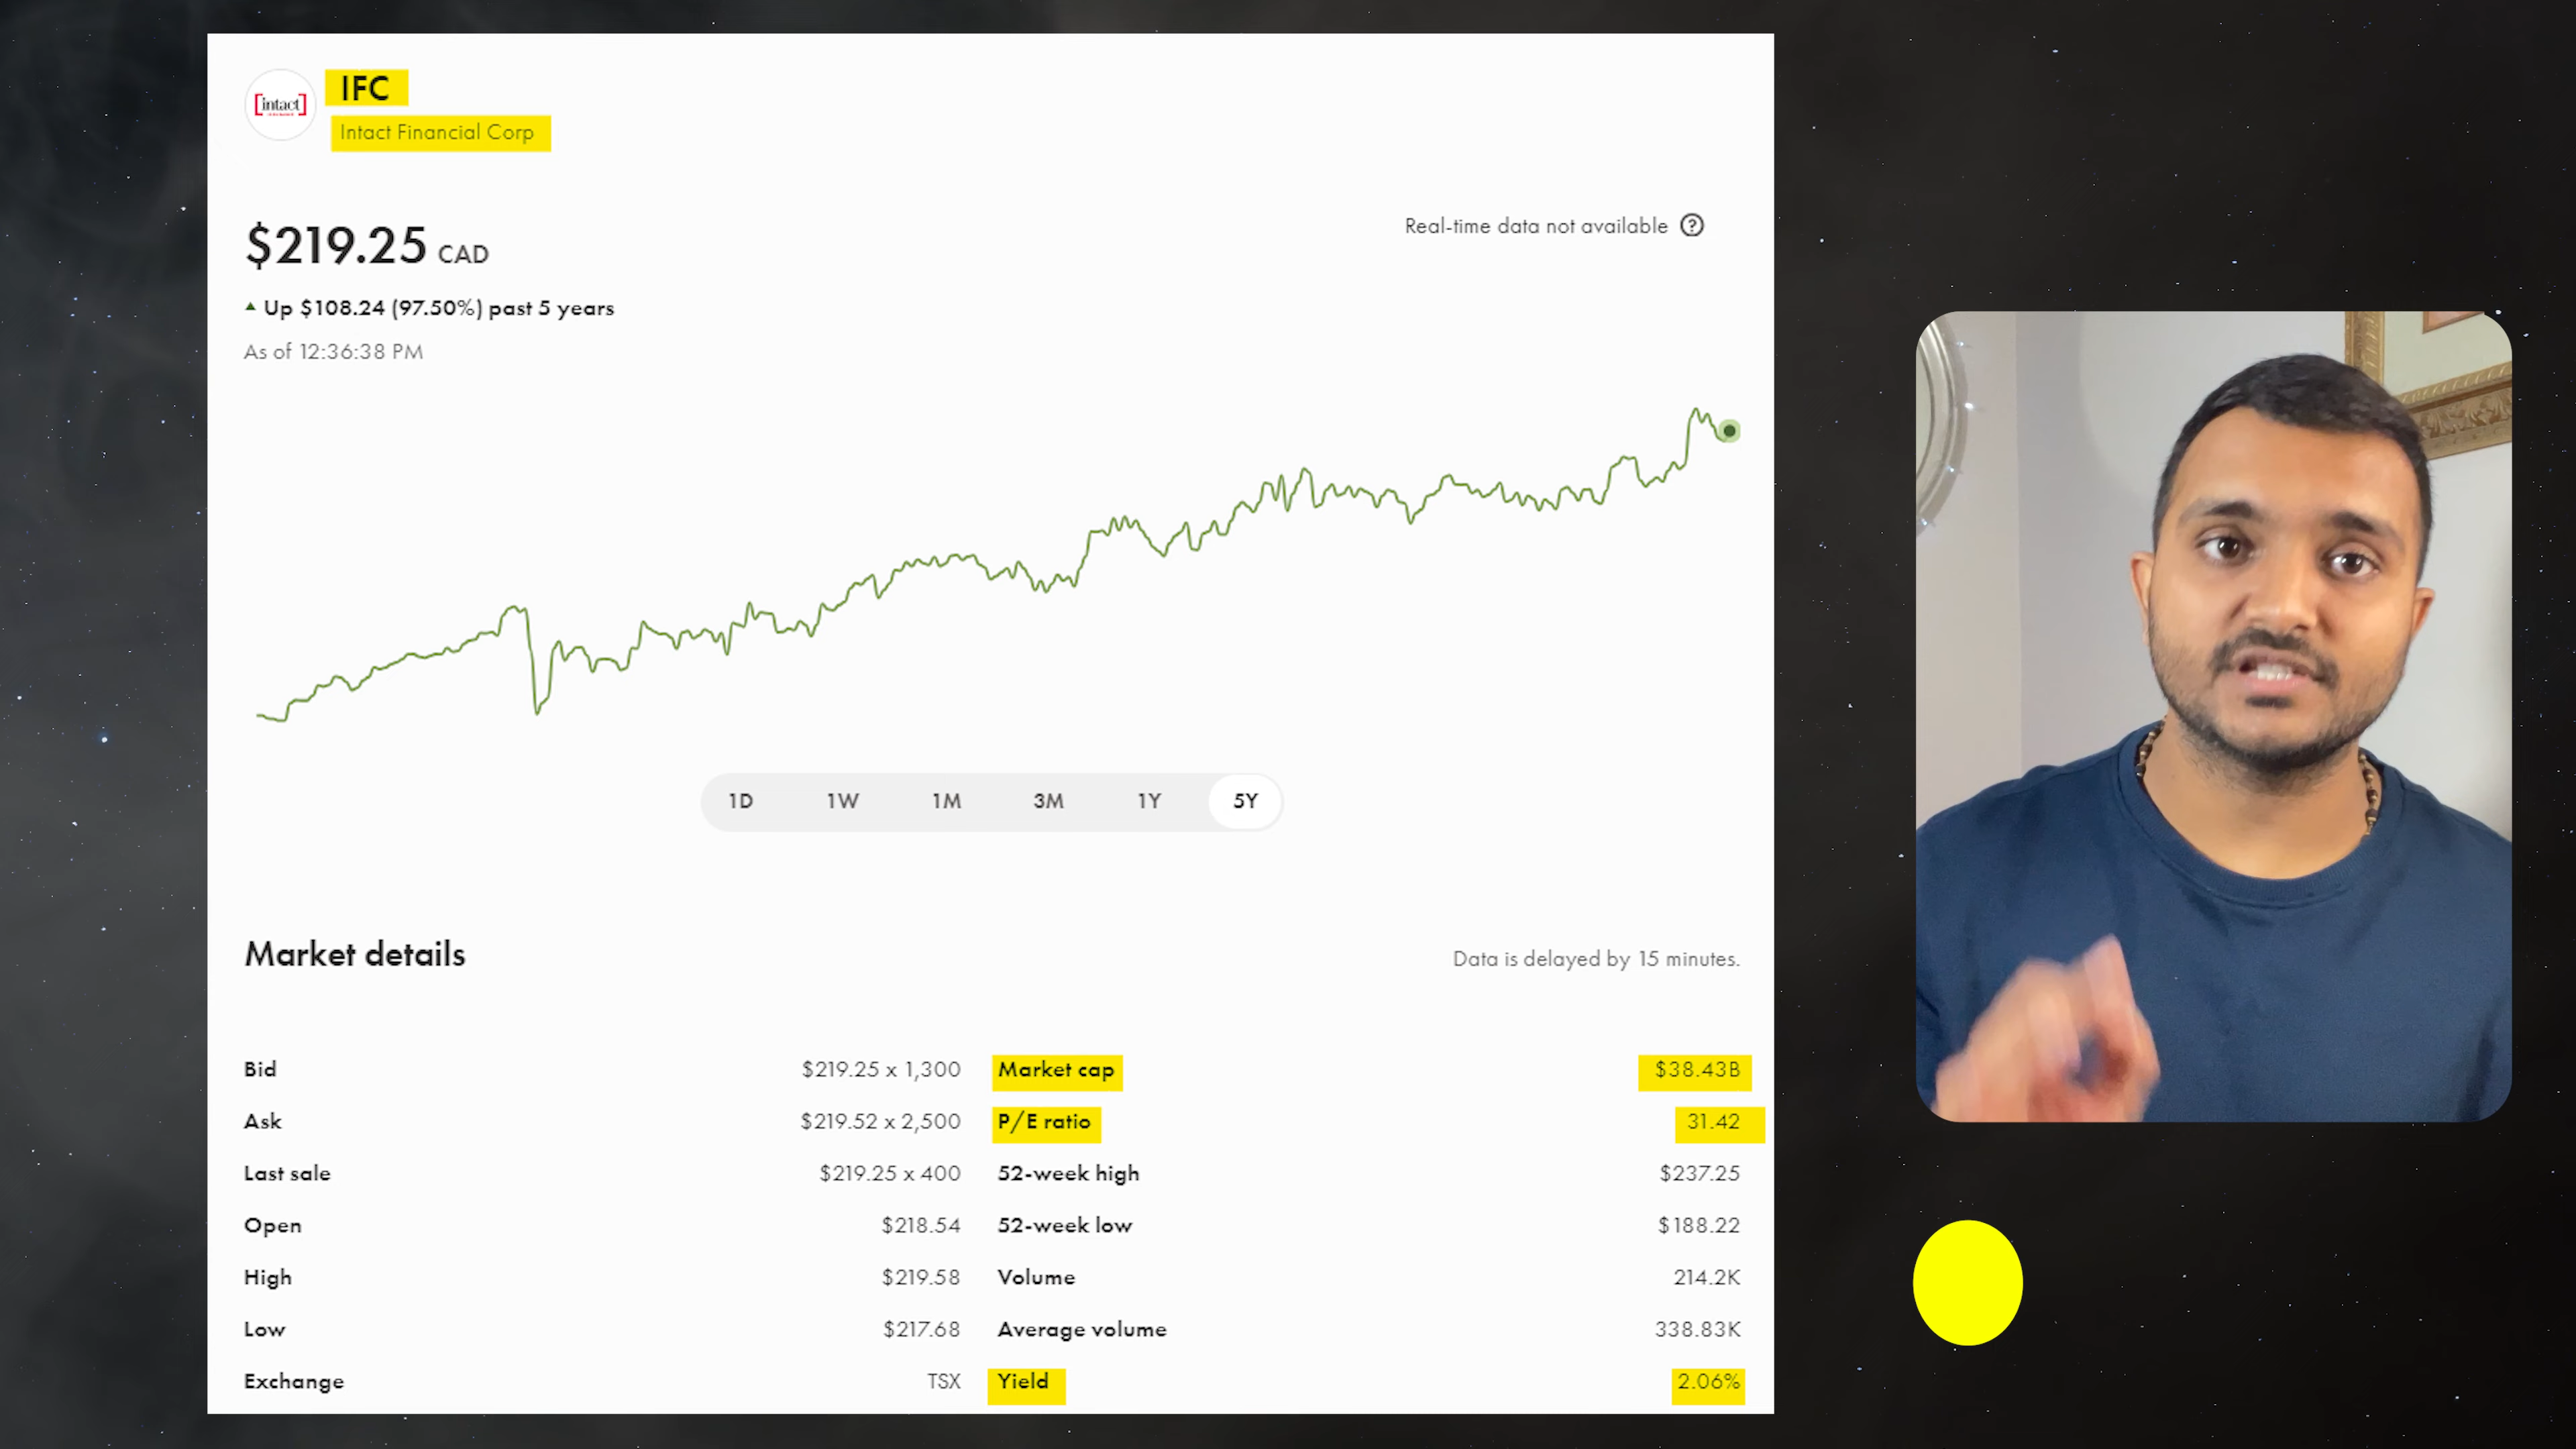 [intact]
IFC
Intact Financial Corp
$219.25 CAD
Real-time data not available ?
Up $108.24 (97.50%) past 5 years
As of 12:36:38 PM
1D 1W 1M 3M 1Y 5Y
Market details
Data is delayed by 15 minutes.
Bid $219.25 x 1,300 Market cap $38.43B
Ask $219.52 x 2,500 P/E ratio 31.42
Last sale $219.25 x 400 52-week high $237.25
Open $218.54 52-week low $188.22
High $219.58 Volume 214.2K
Low $217.68 Average volume 338.83K
Exchange TSX Yield 2.06%